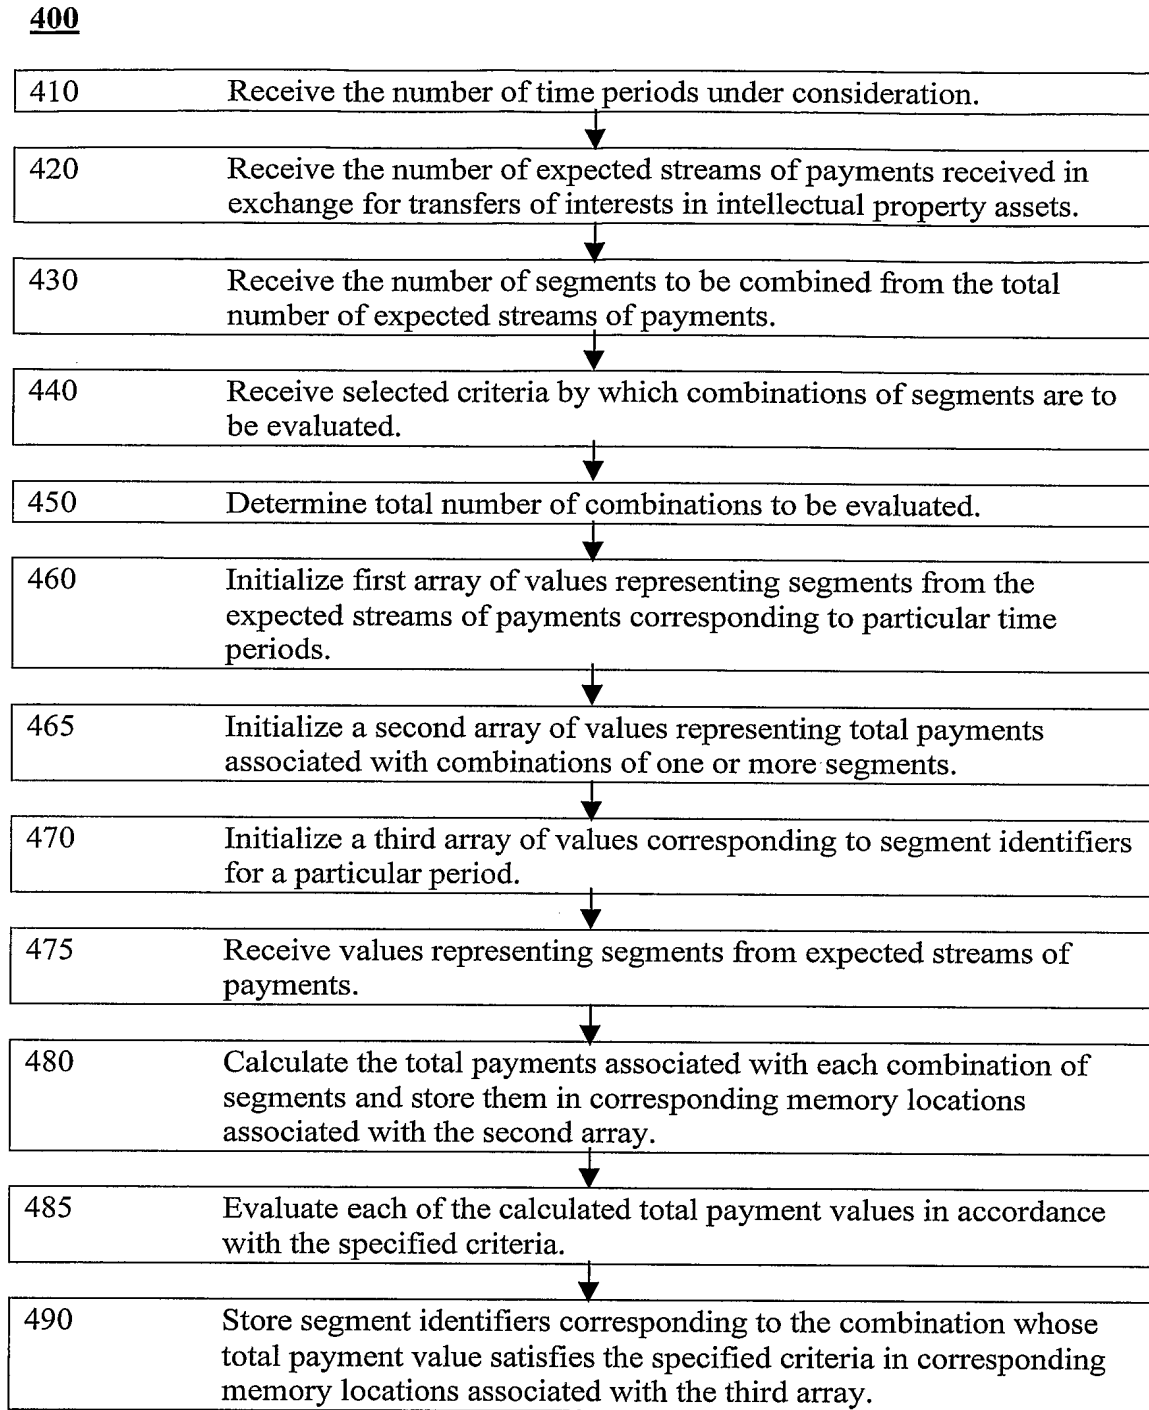 400
410 Receive the number of time periods under consideration.
420 Receive the number of expected streams of payments received in
exchange for transfers of interests in intellectual property assets.
430 Receive the number of segments to be combined from the total
number of expected streams of payments.
440 Receive selected criteria by which combinations of segments are to
be evaluated.
450 Determine total number of combinations to be evaluated.
460 Initialize first array of values representing segments from the
expected streams of payments corresponding to particular time
periods.
465 Initialize a second array of values representing total payments
associated with combinations of one or more segments.
470 Initialize a third array of values corresponding to segment identifiers
for a particular period.
475 Receive values representing segments from expected streams of
payments.
480 Calculate the total payments associated with each combination of
segments and store them in corresponding memory locations
associated with the second array.
485 Evaluate each of the calculated total payment values in accordance
with the specified criteria.
490 Store segment identifiers corresponding to the combination whose
total payment value satisfies the specified criteria in corresponding
memory locations associated with the third array.